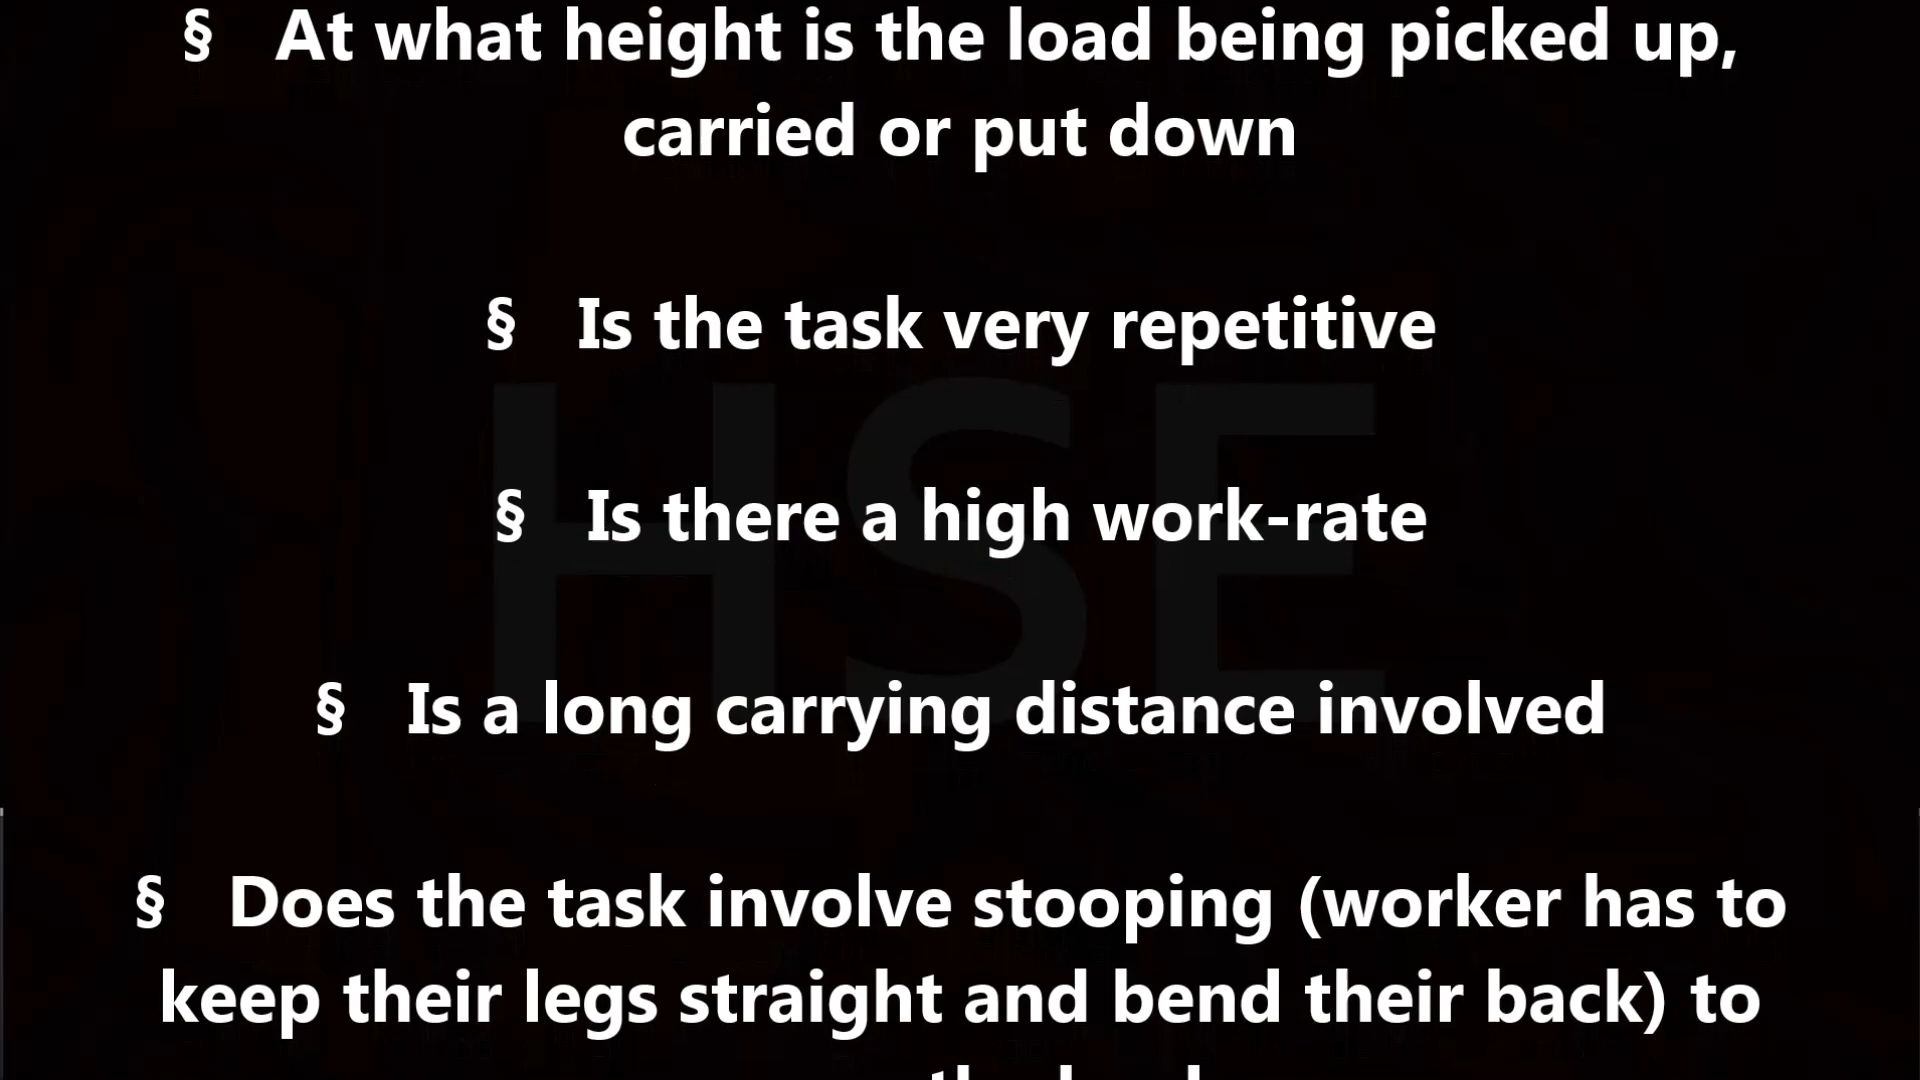 § At what height is the load being picked up,
carried or put down
§ Is the task very repetitive
HSE
§ Is there a high work-rate
§ Is a long carrying distance involved
§ Does the task involve stooping (worker has to
keep their legs straight and bend their back) to